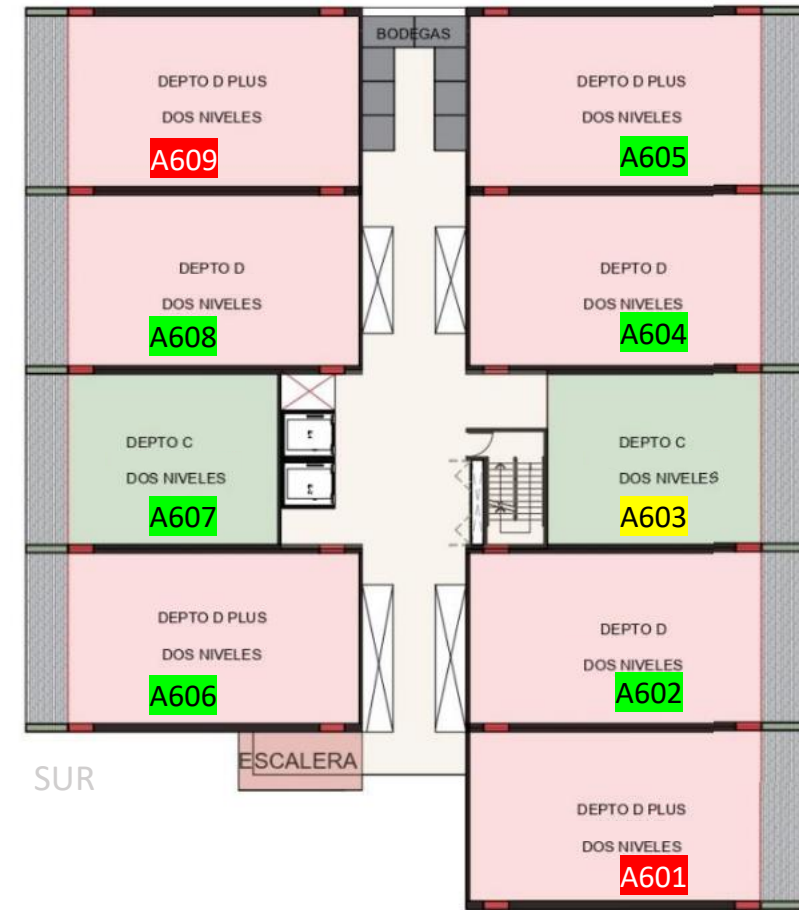 BODEGAS
DEPTO D PLUS
DOS NIVELES
A609
DEPTO D PLUS
DOS NIVELES
A605
DEPTO D
DOS NIVELES
A608
DEPTO D
DOS NIVELES
A604
DEPTO C
DOS NIVELES
A607
DEPTO C
DOS NIVELES
A603
DEPTO D PLUS
DOS NIVELES
A606
DEPTO D
DOS NIVELES
A602
ESCALERA
SUR
DEPTO D PLUS
DOS NIVELES
A601